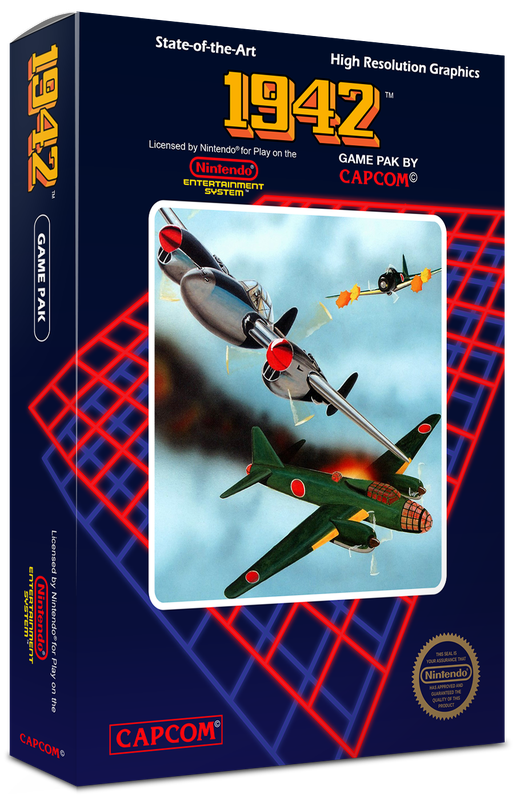 State-of-the-Art
High Resolution Graphics
1942™
Licensed by Nintendo® for Play on the
Nintendo®
ENTERTAINMENT
SYSTEM™
GAME PAK BY
CAPCOM©
THIS SEAL IS
YOUR ASSURANCE THAT
Nintendo
HAS APPROVED AND
GUARANTEED THE
QUALITY OF THIS
PRODUCT
CAPCOM©
1942™
GAME PAK
Licensed by Nintendo® for Play on the
Nintendo®
ENTERTAINMENT
SYSTEM™
CAPCOM©